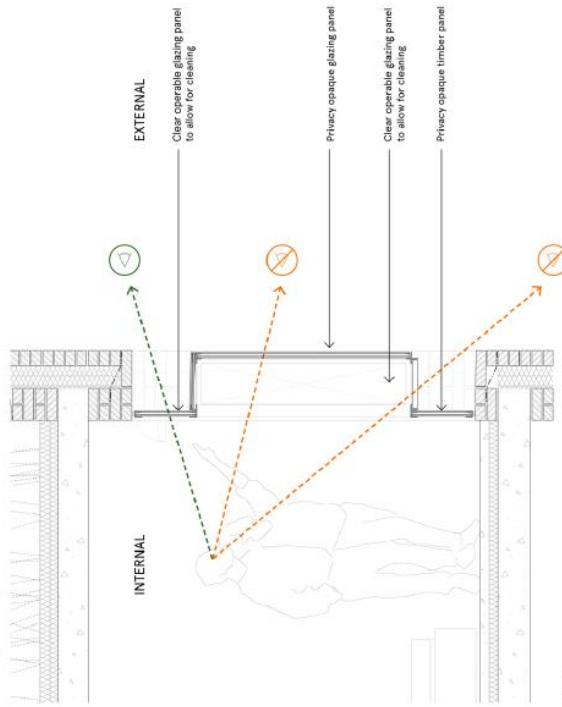 EXTERNAL
Clear operable glazing panel
to allow for cleaning
Privacy opaque glazing panel
Clear operable glazing panel
to allow for cleaning
Privacy opaque timber panel
INTERNAL